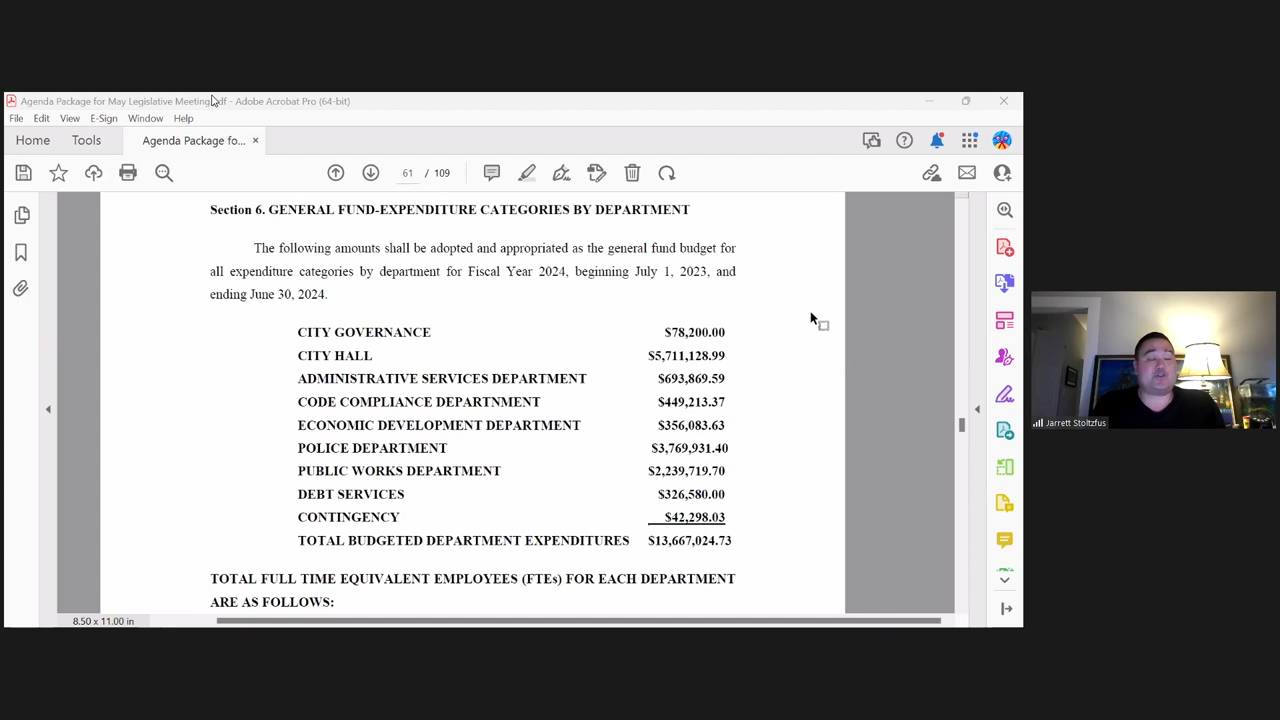 Agenda Package for May Legislative Meeting.pdf - Adobe Acrobat Pro (64-bit)
File Edit View E-Sign Window Help
Home Tools Agenda Package fo... ×
61 / 109
Section 6. GENERAL FUND-EXPENDITURE CATEGORIES BY DEPARTMENT
The following amounts shall be adopted and appropriated as the general fund budget for
all expenditure categories by department for Fiscal Year 2024, beginning July 1, 2023, and
ending June 30, 2024.
CITY GOVERNANCE $78,200.00
CITY HALL $5,711,128.99
ADMINISTRATIVE SERVICES DEPARTMENT $693,869.59
CODE COMPLIANCE DEPARTNMENT $449,213.37
ECONOMIC DEVELOPMENT DEPARTMENT $356,083.63
POLICE DEPARTMENT $3,769,931.40
PUBLIC WORKS DEPARTMENT $2,239,719.70
DEBT SERVICES $326,580.00
CONTINGENCY $42,298.03
TOTAL BUDGETED DEPARTMENT EXPENDITURES $13,667,024.73
TOTAL FULL TIME EQUIVALENT EMPLOYEES (FTEs) FOR EACH DEPARTMENT
ARE AS FOLLOWS:
8.50 x 11.00 in
Jarrett Stoltzfus